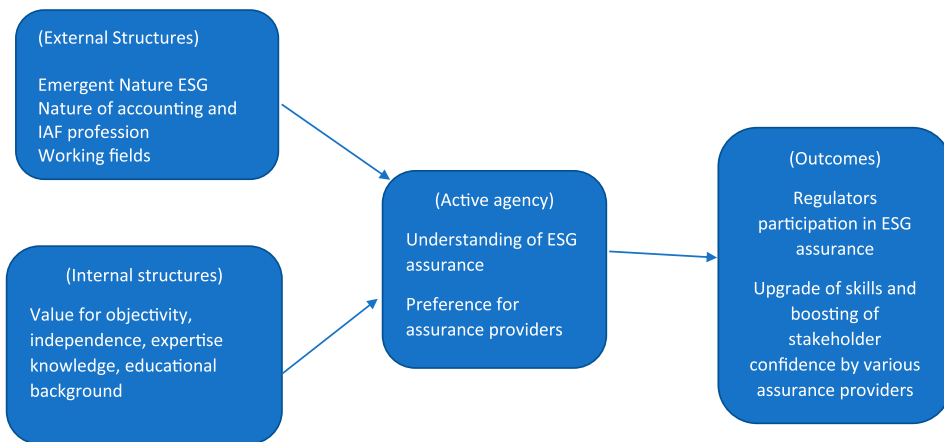 (External Structures)
Emergent Nature ESG
Nature of accounting and
IAF profession
Working fields
(Internal structures)
Value for objectivity,
independence, expertise
knowledge, educational
background
(Active agency)
Understanding of ESG
assurance
Preference for
assurance providers
(Outcomes)
Regulators
participation in ESG
assurance
Upgrade of skills and
boosting of
stakeholder
confidence by various
assurance providers